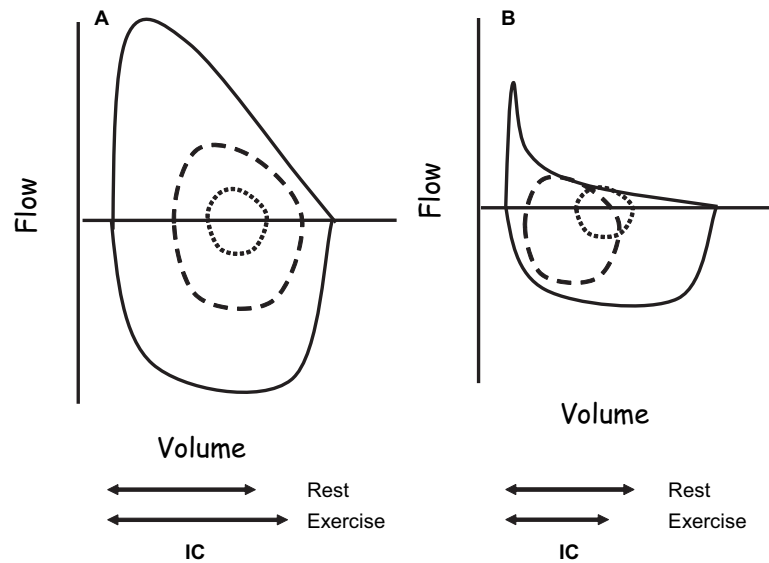 A
Flow
Volume
Rest
Exercise
IC
B
Flow
Volume
Rest
Exercise
IC